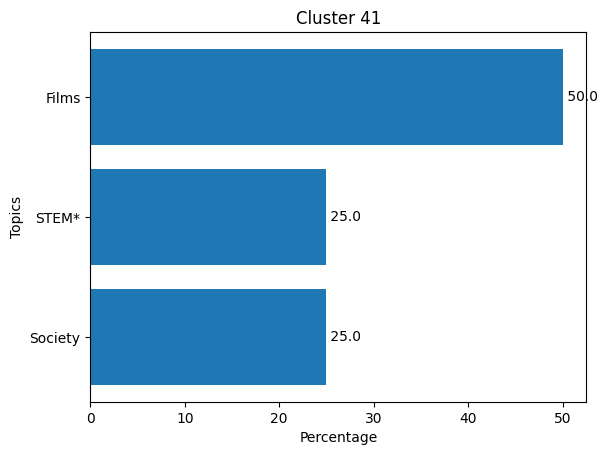 Cluster 41
Films
50.0
STEM*
25.0
Society
25.0
Topics
0 10 20 30 40 50
Percentage